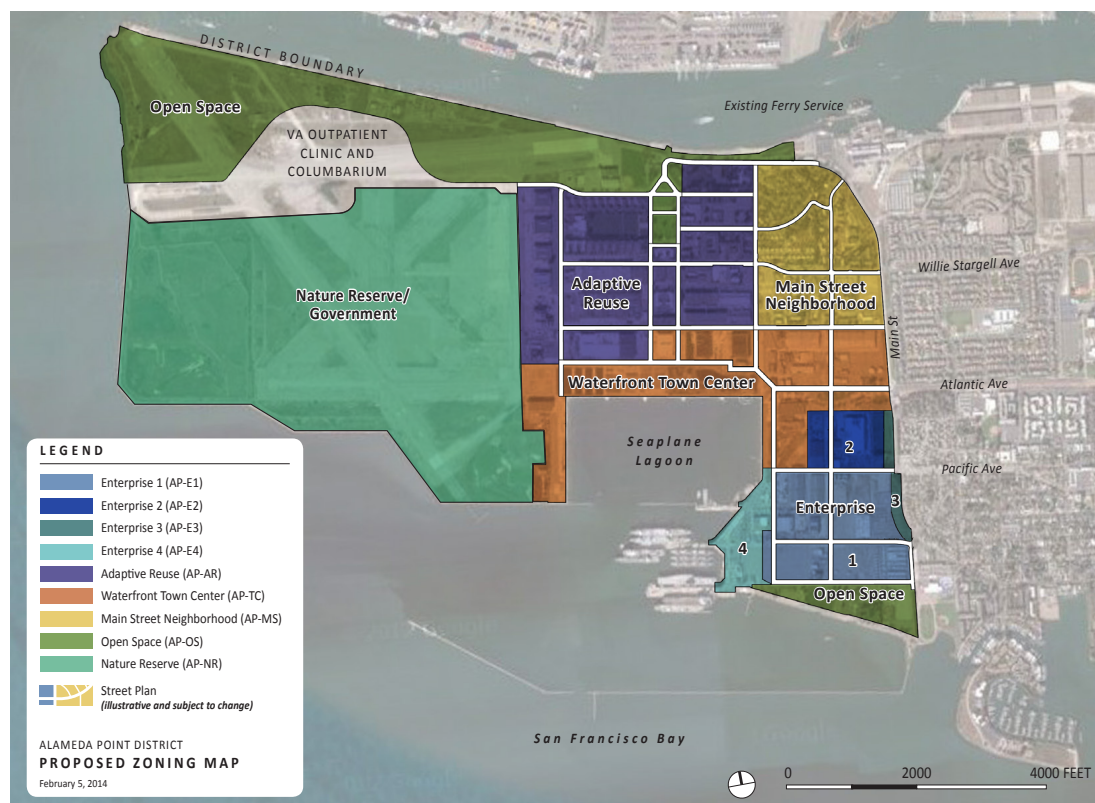 DISTRICT BOUNDARY
Open Space
Existing Ferry Service
VA OUTPATIENT
CLINIC AND
COLUMBARIUM
Willie Stargell Ave
Nature Reserve/
Government
Adaptive
Reuse
Main Street
Neighborhood
Main St
Waterfront Town Center
Atlantic Ave
Seaplane
Lagoon
2
Pacific Ave
Enterprise
3
4
1
Open Space
San Francisco Bay
0 2000 4000 FEET
LEGEND
Enterprise 1 (AP-E1)
Enterprise 2 (AP-E2)
Enterprise 3 (AP-E3)
Enterprise 4 (AP-E4)
Adaptive Reuse (AP-AR)
Waterfront Town Center (AP-TC)
Main Street Neighborhood (AP-MS)
Open Space (AP-OS)
Nature Reserve (AP-NR)
Street Plan
(illustrative and subject to change)
ALAMEDA POINT DISTRICT
PROPOSED ZONING MAP
February 5, 2014